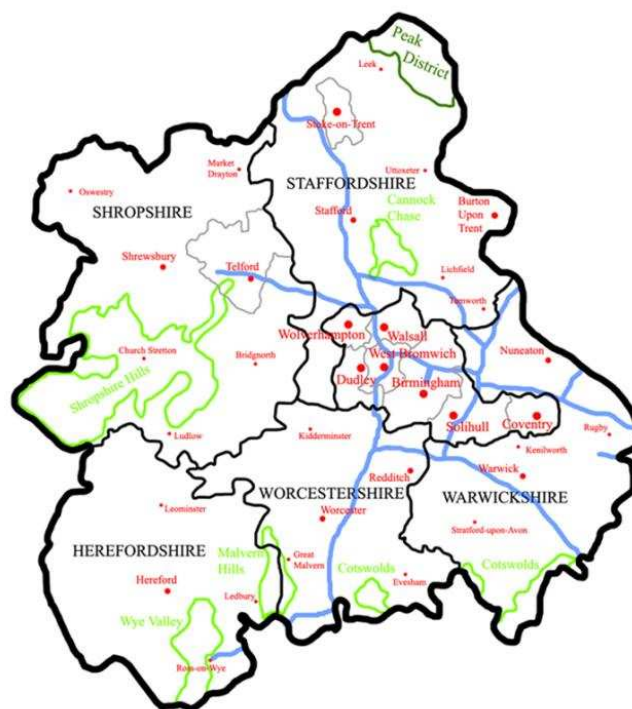 Peak
District
Leek
Stoke-on-Trent
Market
Drayton
Uttoxeter
Oswestry
STAFFORDSHIRE
SHROPSHIRE
Cannock
Chase
Burton
Upon
Trent
Stafford
Shrewsbury
Telford
Lichfield
Tamworth
Wolverhampton
Walsall
Church Stretton
Bridgnorth
West Bromwich
Nuneaton
Dudley
Shropshire Hills
Birmingham
Solihull
Coventry
Ludlow
Kidderminster
Rugby
Kenilworth
Redditch
Warwick
WORCESTERSHIRE
WARWICKSHIRE
Leominster
Worcester
Stratford-upon-Avon
HEREFORDSHIRE
Malvern
Hills
Great
Malvern
Cotswolds
Cotswolds
Evesham
Hereford
Ledbury
Wye Valley
Ross-on-Wye